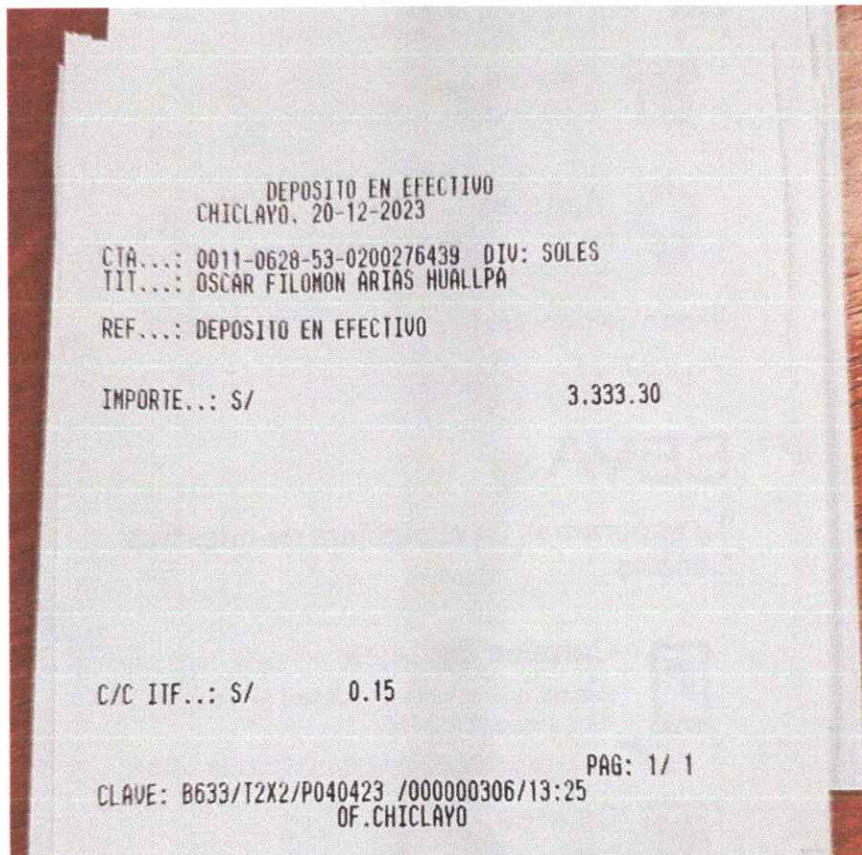 DEPOSITO EN EFECTIVO
CHICLAYO, 20-12-2023
CTA...: 0011-0628-53-0200276439 DIV: SOLES
TIT...: OSCAR FILOMON ARIAS HUALLPA
REF...: DEPOSITO EN EFECTIVO
IMPORTE..: S/ 3.333.30
C/C ITF..: S/ 0.15
PAG: 1/ 1
CLAVE: B633/T2X2/P040423 /000000306/13:25
OF.CHICLAYO